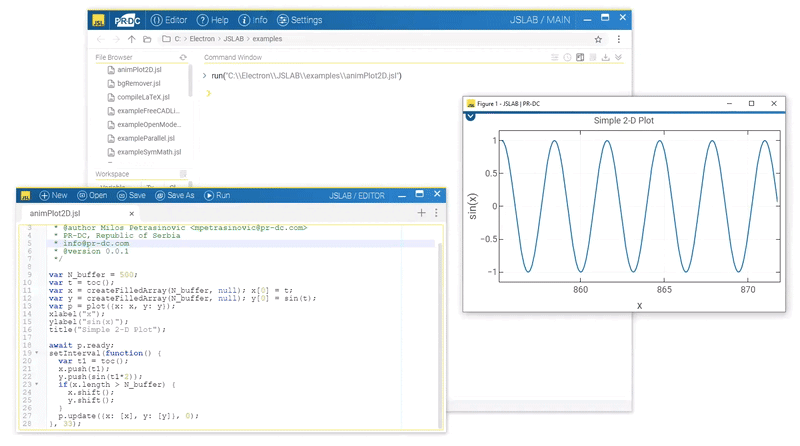 JSL PR-DC Editor Help Info Settings JSLAB / MAIN
C: > Electron > JSLAB > examples
File Browser
Command Window
animPlot2D.jsl
bgRemover.jsl
compileLaTeX.jsl
exampleFreeCADLi...
exampleOpenMode...
exampleParallel.jsl
exampleSymMath.jsl
Workspace
> run("C:\\Electron\\JSLAB\\examples\\animPlot2D.jsl")
JSL Figure 1 - JSLAB | PR-DC
Simple 2-D Plot
1
0.5
0
−0.5
−1
sin(x)
860 865 870
x
JSL New Open Save Save As Run JSLAB / EDITOR
animPlot2D.jsl
3 * @author Milos Petrasinovic <mpetrasinovic@pr-dc.com>
4 * PR-DC, Republic of Serbia
5 * info@pr-dc.com
6 * @version 0.0.1
7 */
8
9 var N_buffer = 500;
10 var t = toc();
11 var x = createFilledArray(N_buffer, null); x[0] = t;
12 var y = createFilledArray(N_buffer, null); y[0] = sin(t);
13 var p = plot({x: x, y: y});
14 xlabel("x");
15 ylabel("sin(x)");
16 title("Simple 2-D Plot");
17
18 await p.ready;
19 setInterval(function() {
20 var t1 = toc();
21 x.push(t1);
22 y.push(sin(t1*2));
23 if(x.length > N_buffer) {
24 x.shift();
25 y.shift();
26 }
27 p.update({x: [x], y: [y]}, 0);
28 }, 33);